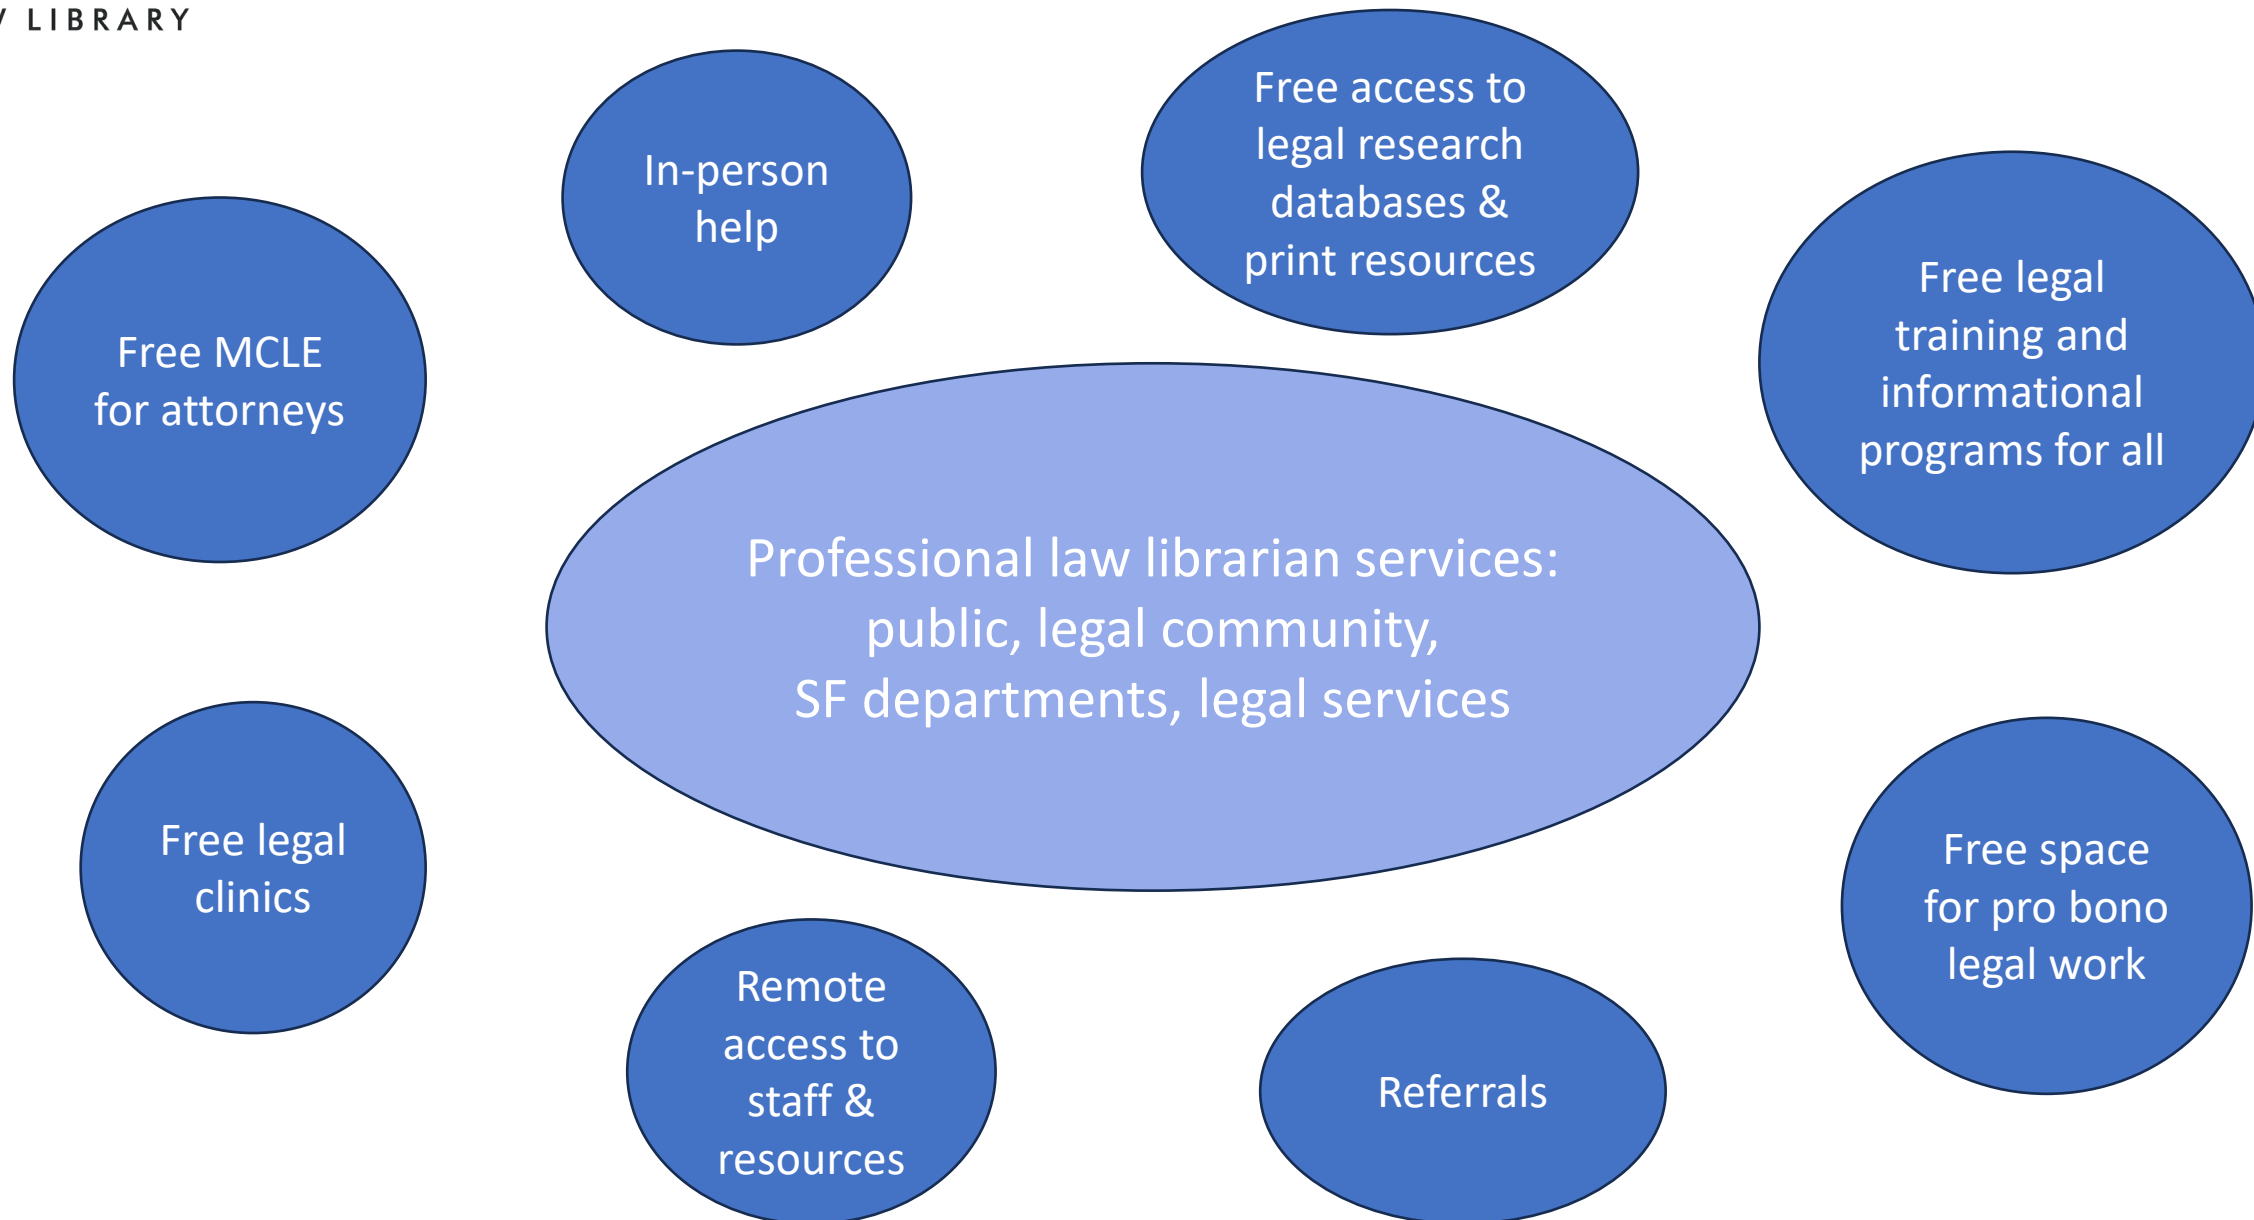 LIBRARY
In-person
help
Free access to
legal research
databases &
print resources
Free MCLE
for attorneys
Free legal
training and
informational
programs for all
Professional law librarian services:
public, legal community,
SF departments, legal services
Free legal
clinics
Free space
for pro bono
legal work
Remote
access to
staff &
resources
Referrals